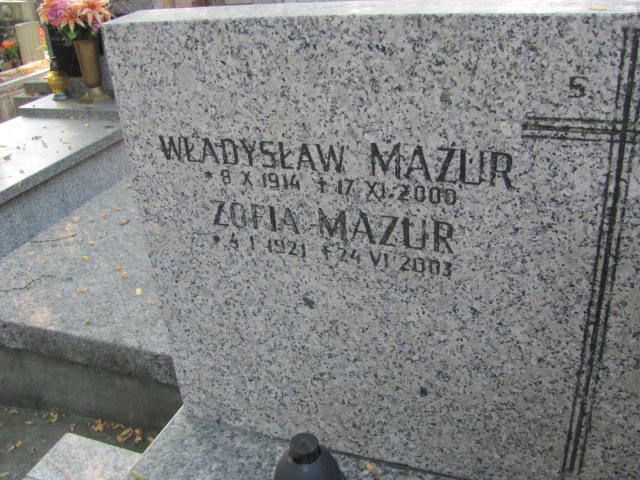 S
WŁADYSŁAW MAZUR
* 8 X 1914 + 17 XI 2000
ZOFIA MAZUR
* 4 I 1921 + 24 VI 2003